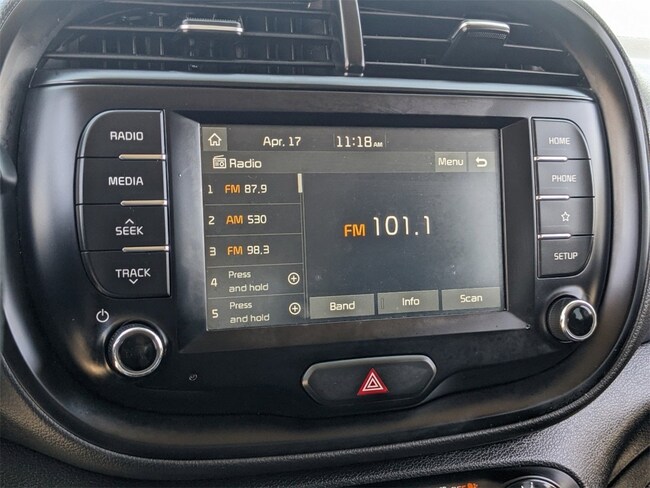 RADIO
MEDIA
SEEK
TRACK
Apr. 17 11:18 AM
Radio Menu
1 FM 87.9
2 AM 530
3 FM 98.3
4 Press and hold
5 Press and hold
FM 101.1
Band Info Scan
HOME
PHONE
SETUP